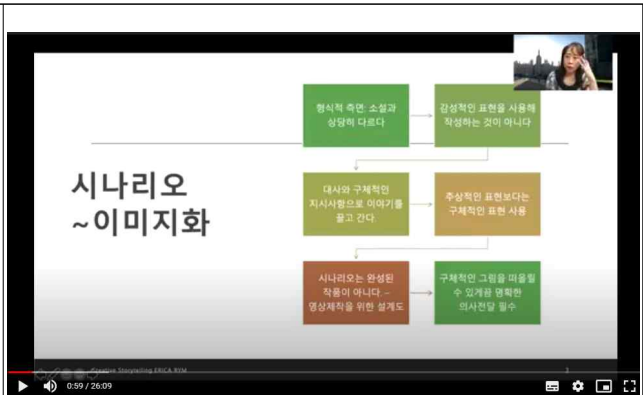 형식적 측면: 소설과
상당히 다르다
감성적인 표현을 사용해
작성하는 것이 아니다
시나리오
~이미지화
대사와 구체적인
지시사항으로 이야기를
끌고 간다.
추상적인 표현보다는
구체적인 표현 사용
시나리오는 완성된
작품이 아니다 –
영상제작을 위한 설계도
구체적인 그림을 떠올릴
수 있게끔 명확한
의사전달 필수
Creative Storytelling ERICA RYM
3
0:59 / 26:09